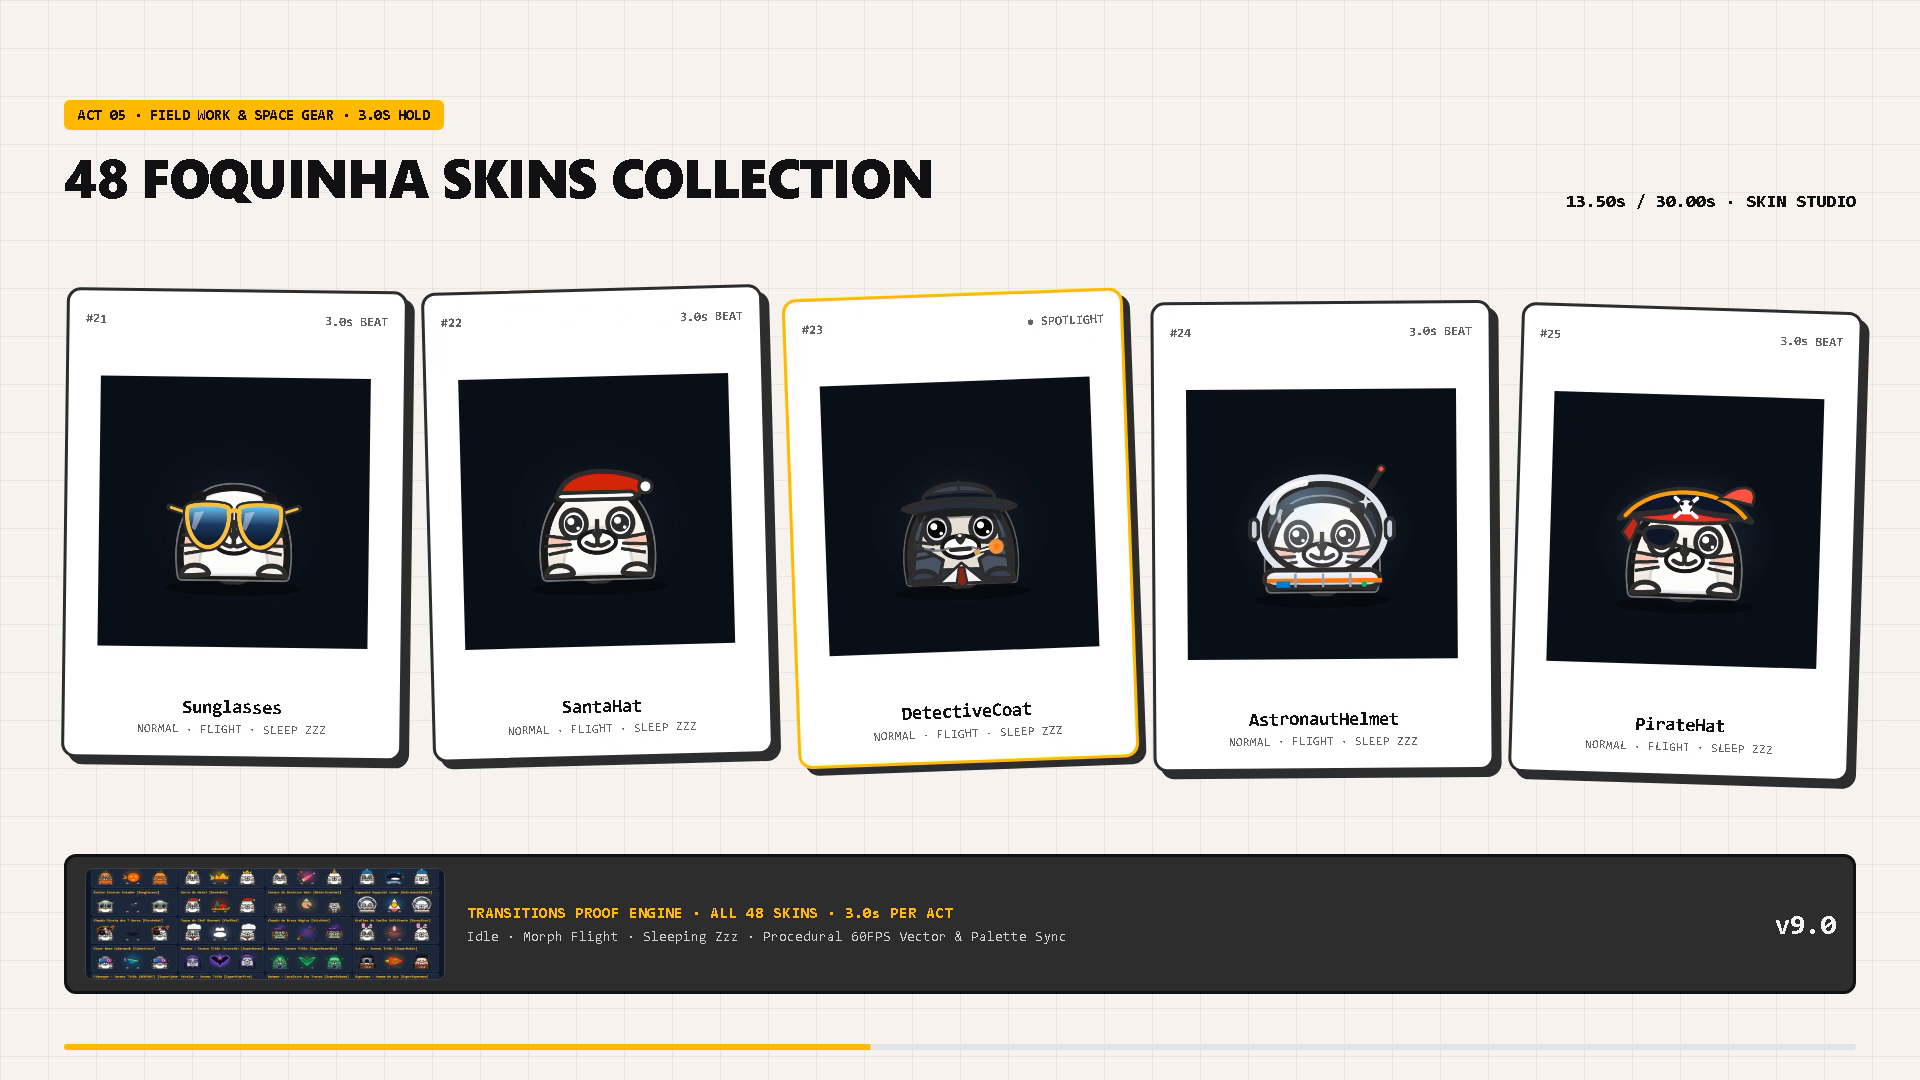 ACT 05 · FIELD WORK & SPACE GEAR · 3.0S HOLD
48 FOQUINHA SKINS COLLECTION
13.50s / 30.00s · SKIN STUDIO
#21
3.0s BEAT
Sunglasses
NORMAL · FLIGHT · SLEEP ZZZ
#22
3.0s BEAT
SantaHat
NORMAL · FLIGHT · SLEEP ZZZ
#23
● SPOTLIGHT
DetectiveCoat
NORMAL · FLIGHT · SLEEP ZZZ
#24
3.0s BEAT
AstronautHelmet
NORMAL · FLIGHT · SLEEP ZZZ
#25
3.0s BEAT
PirateHat
NORMAL · FLIGHT · SLEEP ZZZ
TRANSITIONS PROOF ENGINE · ALL 48 SKINS · 3.0s PER ACT
Idle · Morph Flight · Sleeping Zzz · Procedural 60FPS Vector & Palette Sync
v9.0